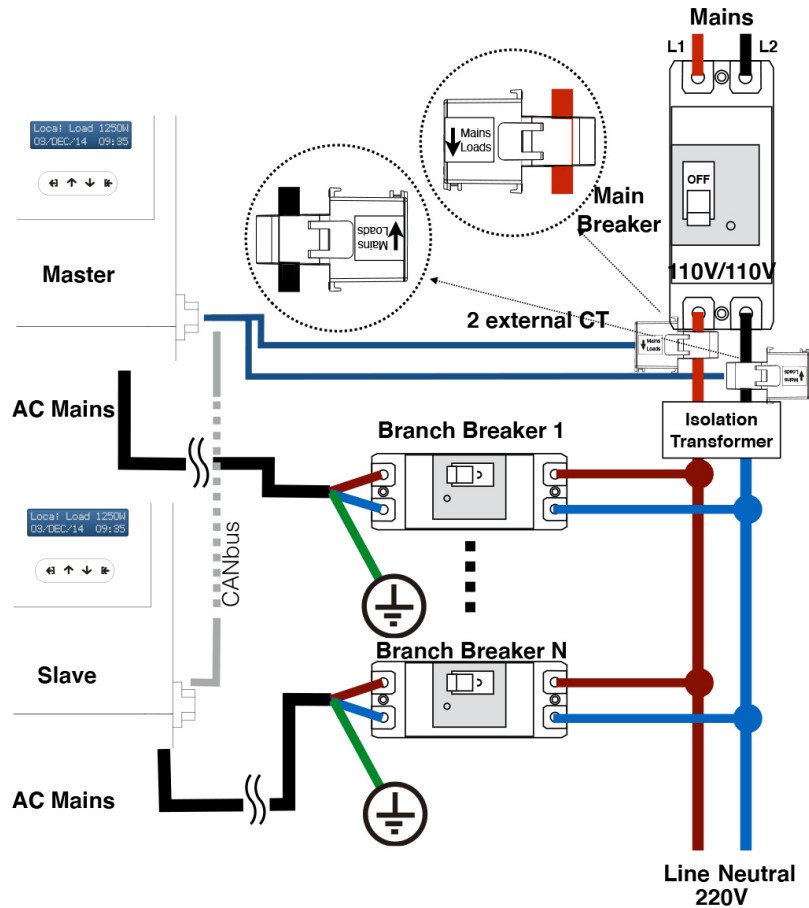 Mains
L1
L2
Local Load 1250W
03/DEC/14 09:35
Mains
Loads
Mains
Loads
OFF
Main
Breaker
Master
110V/110V
2 external CT
Mains
Loads
Mains
Loads
AC Mains
Isolation
Transformer
Branch Breaker 1
Local Load 1250W
03/DEC/14 09:35
CANbus
Branch Breaker N
Slave
AC Mains
Line Neutral
220V